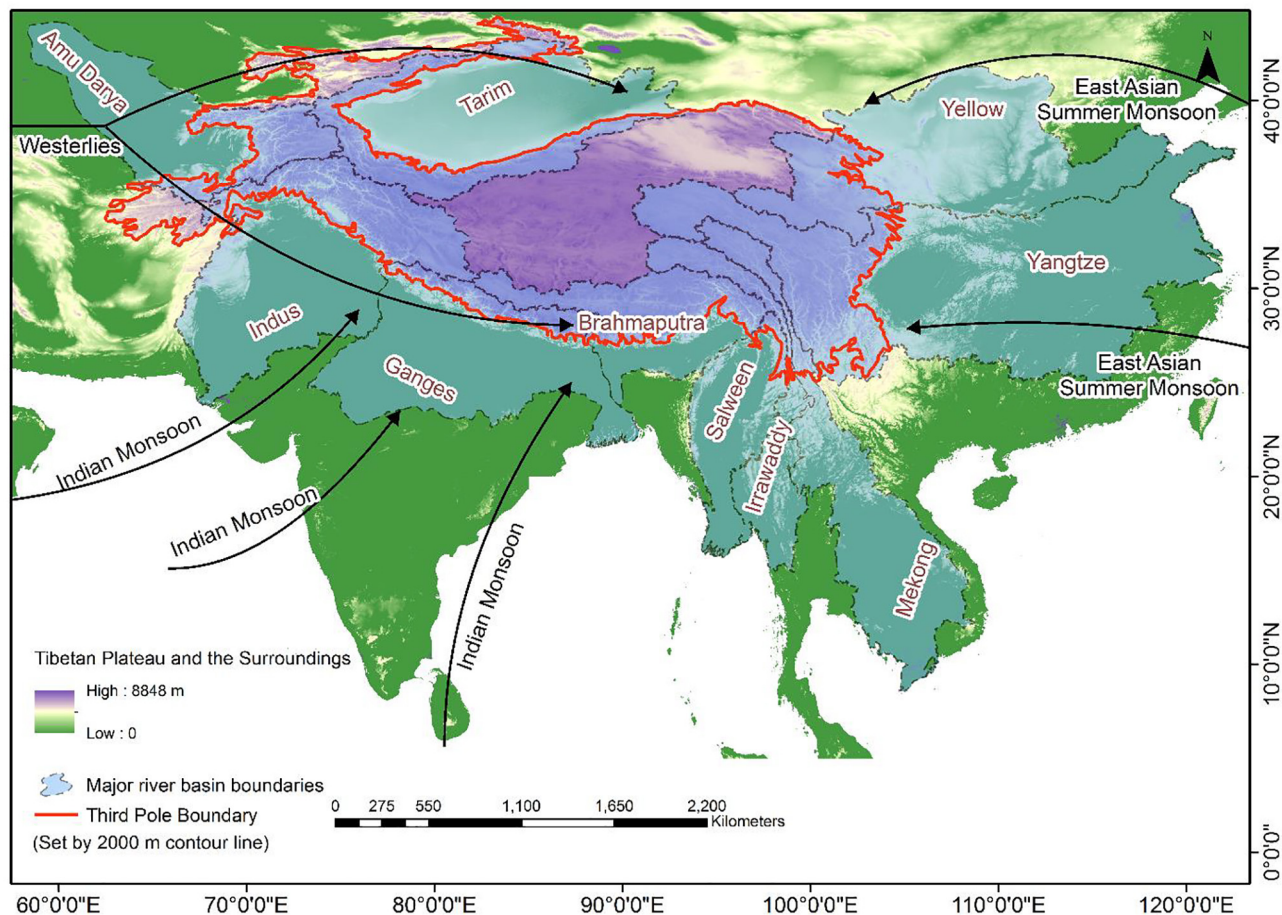 N
Amu Darya
Tarim
Yellow
East Asian
Summer Monsoon
Westerlies
Yangtze
Indus
Brahmaputra
Ganges
East Asian
Summer Monsoon
Salween
Irrawaddy
Indian Monsoon
Indian Monsoon
Indian Monsoon
Mekong
40°0'0"N
30°0'0"N
20°0'0"N
10°0'0"N
0°0'0"
Tibetan Plateau and the Surroundings
High : 8848 m
Low : 0
Major river basin boundaries
Third Pole Boundary
(Set by 2000 m contour line)
0 275 550 1,100 1,650 2,200
Kilometers
60°0'0"E 70°0'0"E 80°0'0"E 90°0'0"E 100°0'0"E 110°0'0"E 120°0'0"E